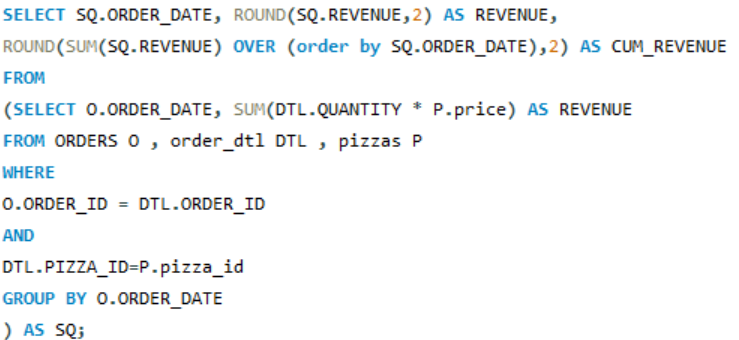 SELECT SQ.ORDER_DATE, ROUND(SQ.REVENUE,2) AS REVENUE,
ROUND(SUM(SQ.REVENUE) OVER (order by SQ.ORDER_DATE),2) AS CUM_REVENUE
FROM
(SELECT O.ORDER_DATE, SUM(DTL.QUANTITY * P.price) AS REVENUE
FROM ORDERS O , order_dtl DTL , pizzas P
WHERE
O.ORDER_ID = DTL.ORDER_ID
AND
DTL.PIZZA_ID=P.pizza_id
GROUP BY O.ORDER_DATE
) AS SQ;